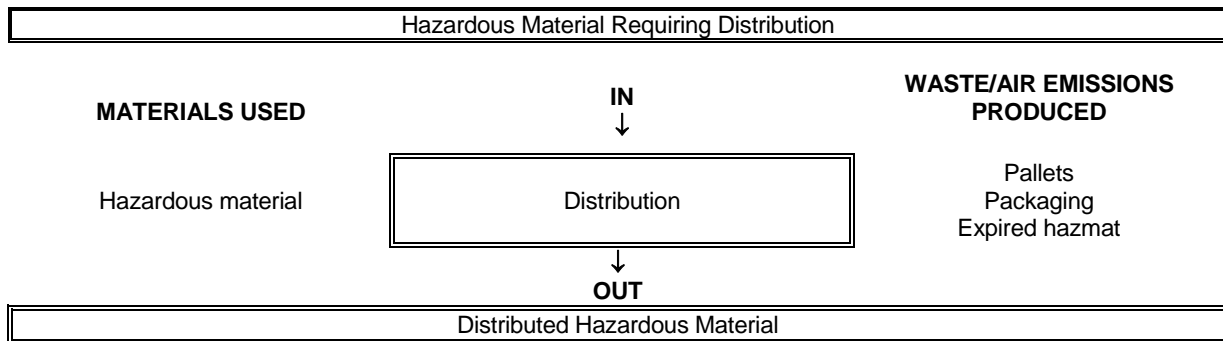 Hazardous Material Requiring Distribution
MATERIALS USED
IN
↓
WASTE/AIR EMISSIONS
PRODUCED
Hazardous material
Distribution
Pallets
Packaging
Expired hazmat
↓
OUT
Distributed Hazardous Material